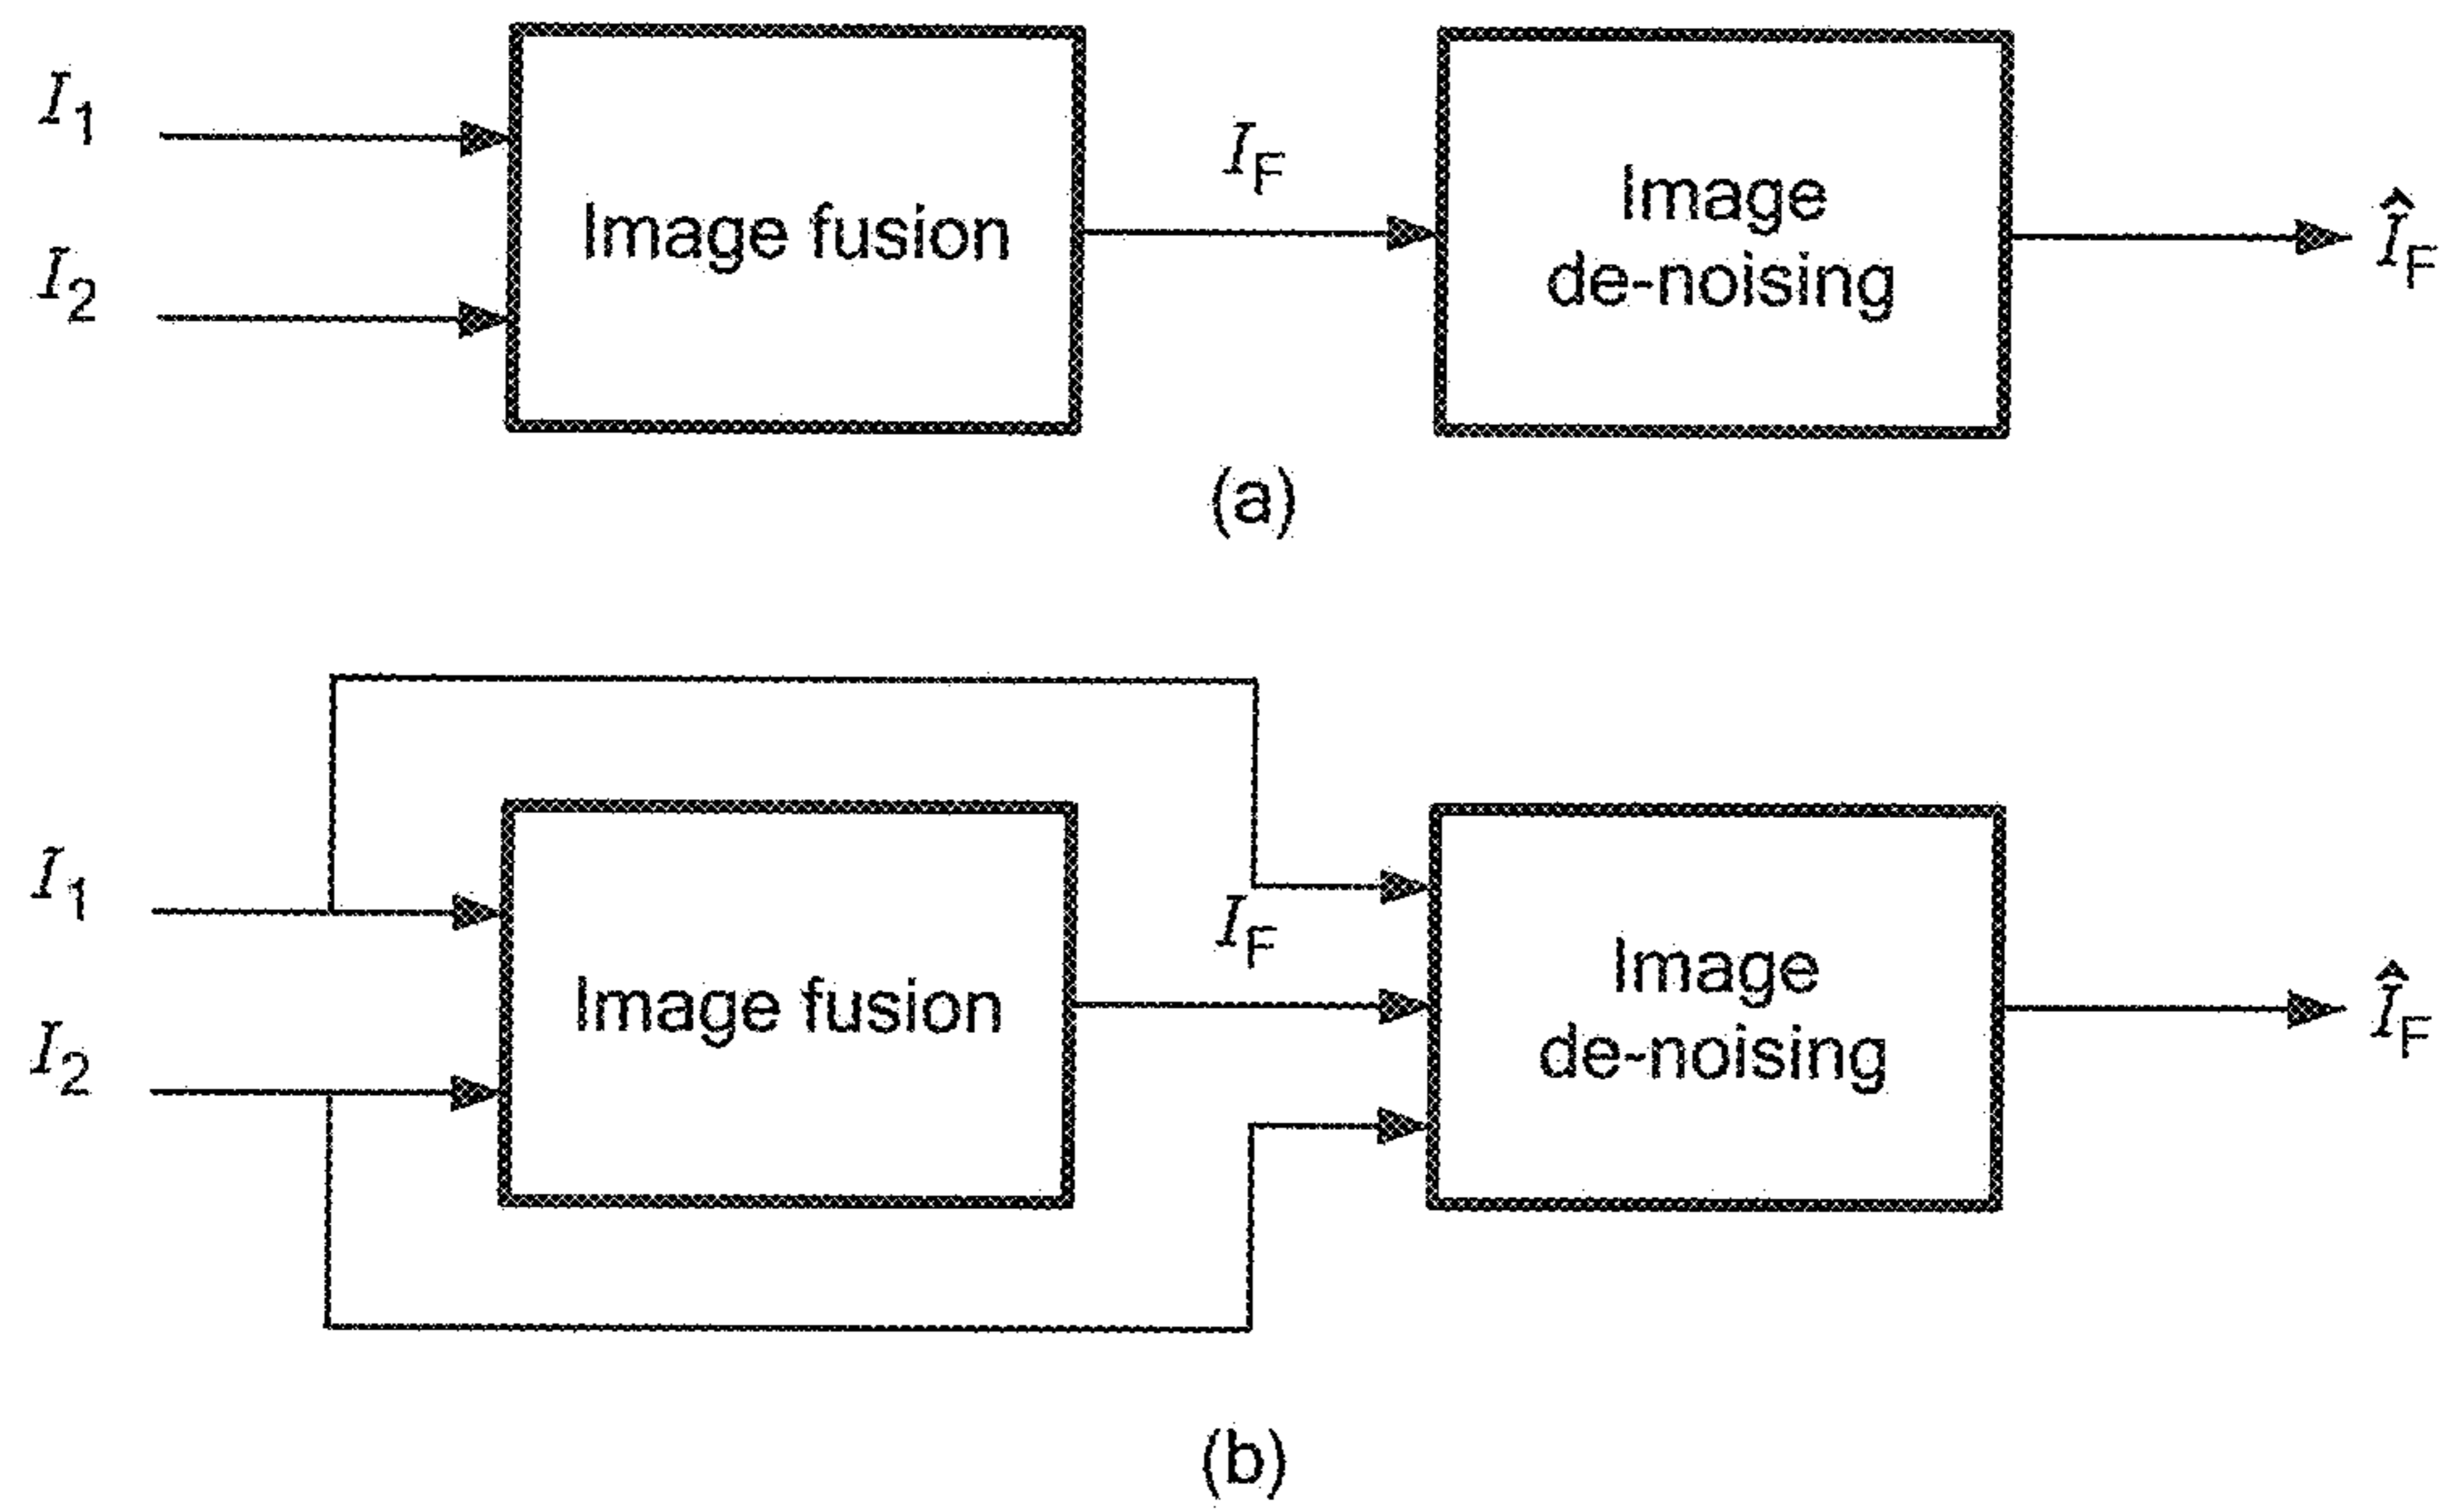 I1
I2
Image fusion
IF
Image
de-noising
ÎF
(a)
I1
I2
Image fusion
IF
Image
de-noising
ÎF
(b)